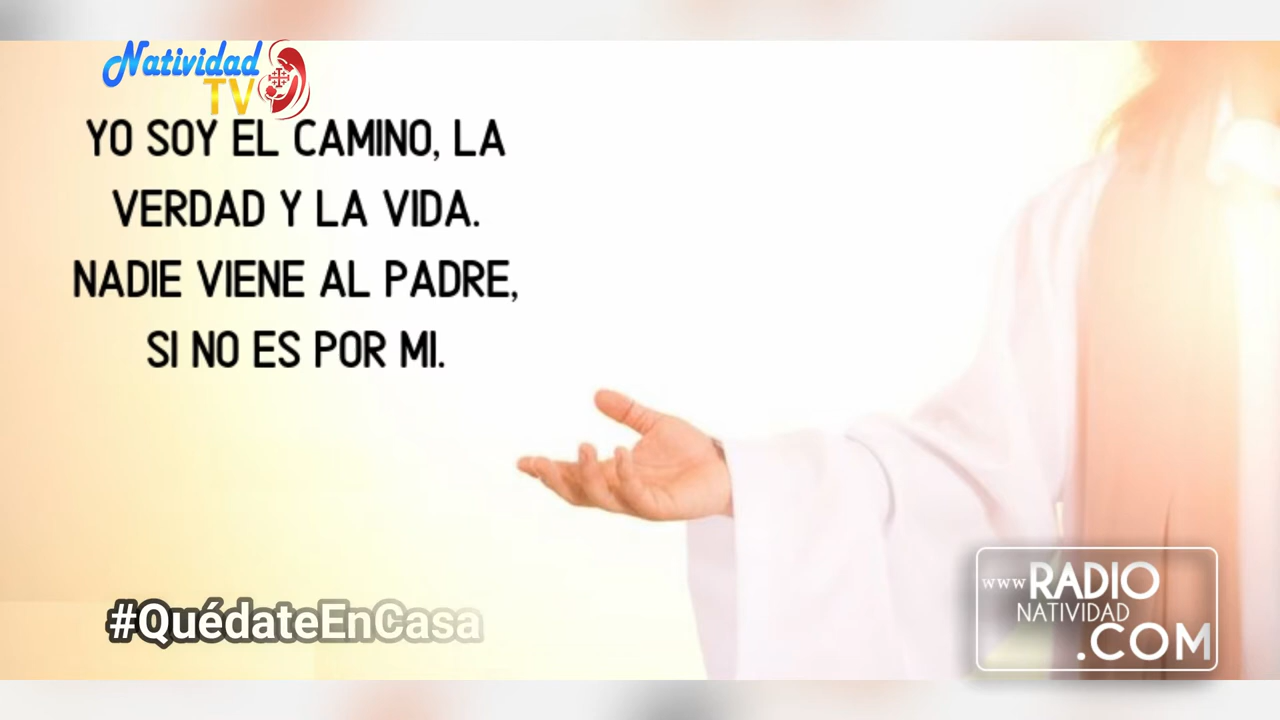 Natividad
TV
YO SOY EL CAMINO, LA
VERDAD Y LA VIDA.
NADIE VIENE AL PADRE,
SI NO ES POR MI.
#QuédateEnCasa
www RADIO
NATIVIDAD
.COM